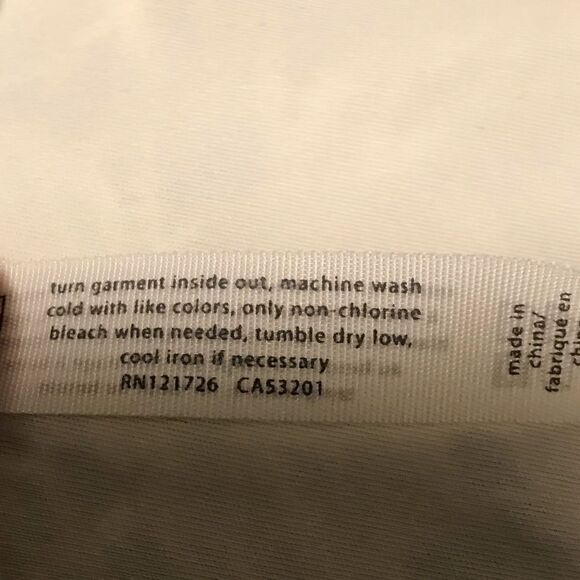 turn garment inside out, machine wash
cold with like colors, only non-chlorine
bleach when needed, tumble dry low,
cool iron if necessary
RN121726 CA53201
made in
china/
fabriqué en